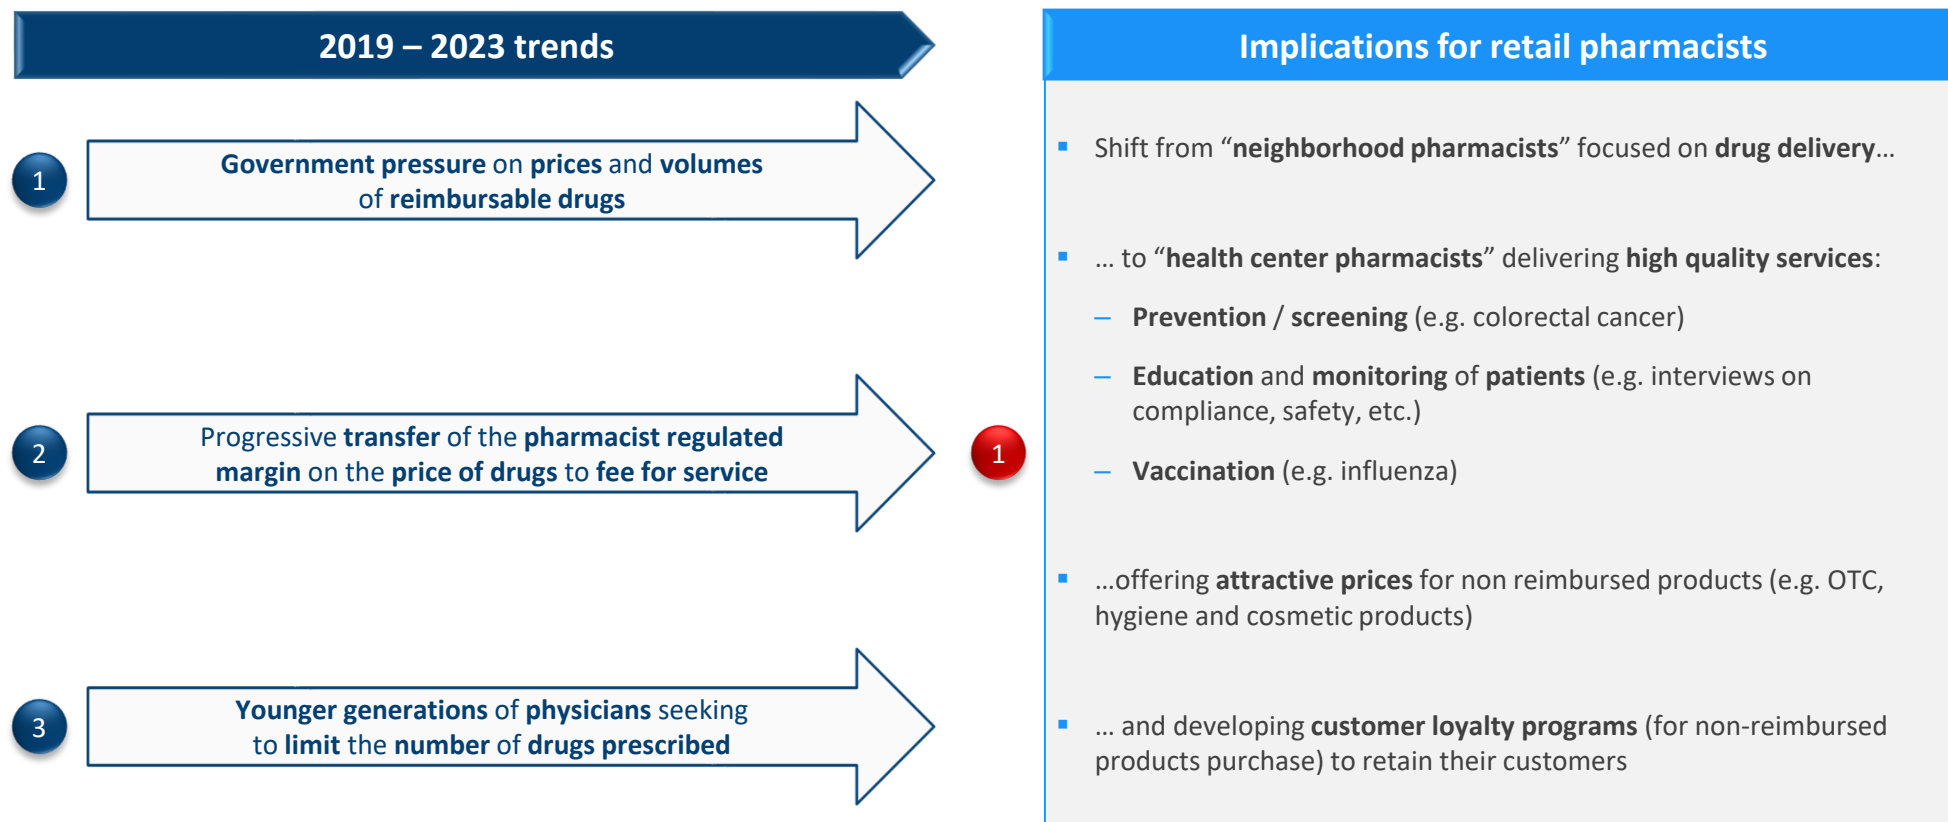 2019 – 2023 trends
1
Government pressure on prices and volumes
of reimbursable drugs
2
Progressive transfer of the pharmacist regulated
margin on the price of drugs to fee for service
3
Younger generations of physicians seeking
to limit the number of drugs prescribed
1
Implications for retail pharmacists
▪ Shift from “neighborhood pharmacists” focused on drug delivery…
▪ … to “health center pharmacists” delivering high quality services:
– Prevention / screening (e.g. colorectal cancer)
– Education and monitoring of patients (e.g. interviews on
compliance, safety, etc.)
– Vaccination (e.g. influenza)
▪ …offering attractive prices for non reimbursed products (e.g. OTC,
hygiene and cosmetic products)
▪ … and developing customer loyalty programs (for non-reimbursed
products purchase) to retain their customers